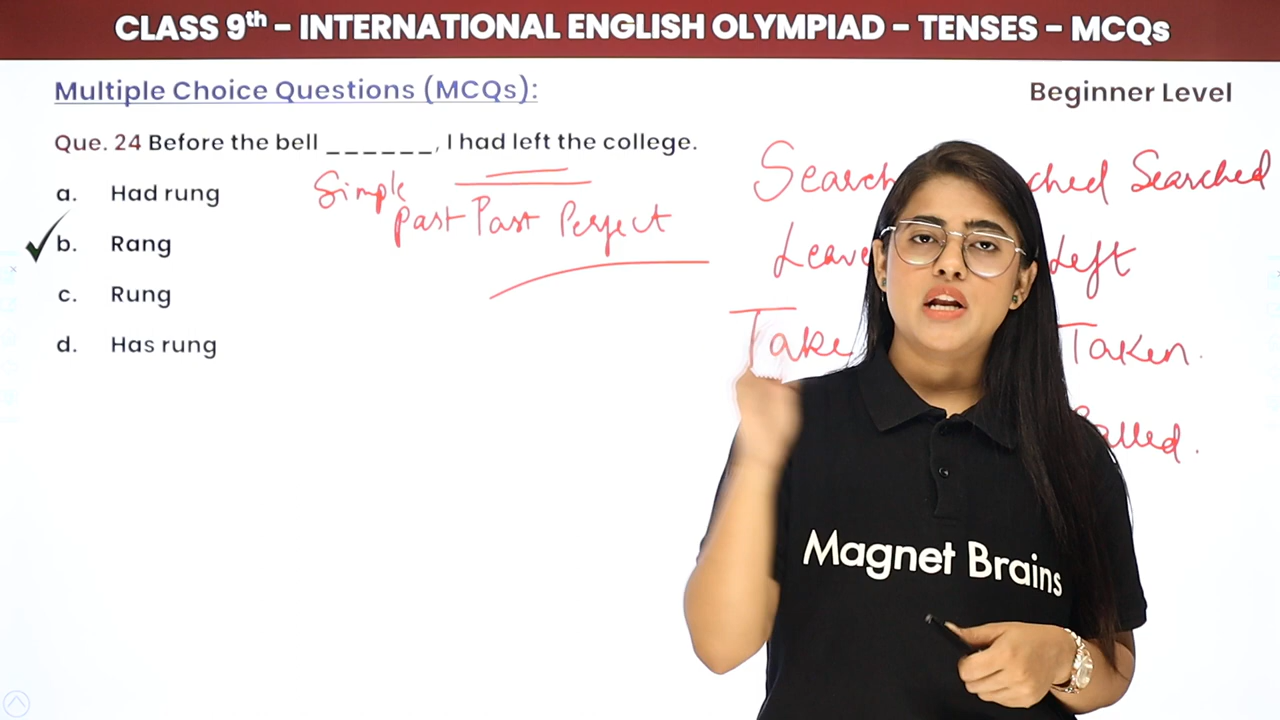 CLASS 9th – INTERNATIONAL ENGLISH OLYMPIAD – TENSES – MCQs
Multiple Choice Questions (MCQs):
Beginner Level
Que. 24 Before the bell ______, I had left the college.
a. Had rung
b. Rang
c. Rung
d. Has rung
Simple
Past Past Perfect
Searched
Leave Left
Take Taken.
Magnet Brains